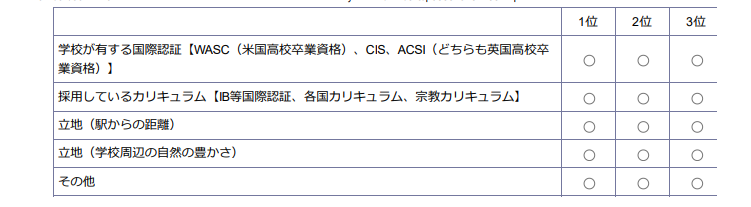 1位 2位 3位
学校が有する国際認証【WASC（米国高校卒業資格）、CIS、ACSI（どちらも英国高校卒
業資格）】
採用しているカリキュラム【IB等国際認証、各国カリキュラム、宗教カリキュラム】
立地（駅からの距離）
立地（学校周辺の自然の豊かさ）
その他